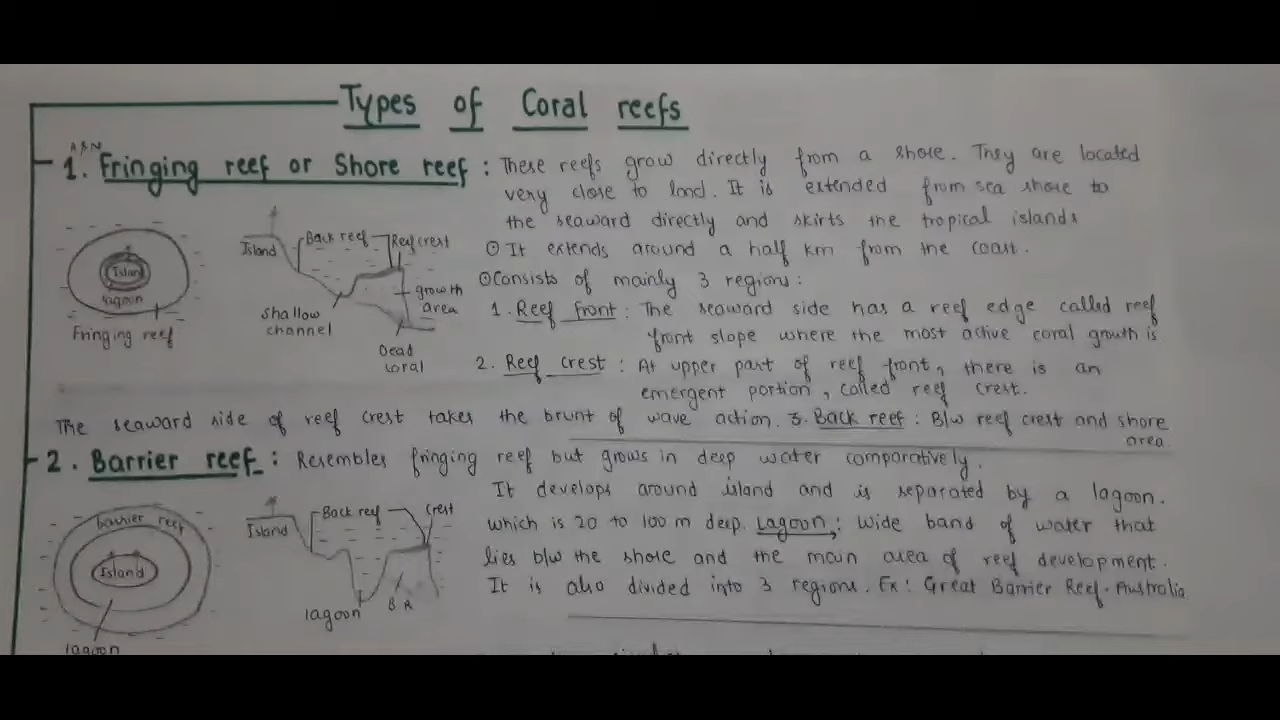 Types of Coral reefs
1. Fringing reef or Shore reef : These reefs grow directly from a shore. They are located
very close to land. It is extended from sea shore to
the seaward directly and skirts the tropical islands
⊙ It extends around a half km from the coast.
⊙ Consists of mainly 3 regions:
1. Reef front : The seaward side has a reef edge called reef
front slope where the most active coral growth is
2. Reef crest : At upper part of reef front, there is an
emergent portion, called reef crest.
Island
lagoon
Fringing reef
Island
Back reef
Reef crest
shallow
channel
growth
area
Dead
coral
The seaward side of reef crest takes the brunt of wave action. 3. Back reef : B/w reef crest and shore
area.
2. Barrier reef : Resembles fringing reef but grows in deep water comparatively.
It develops around island and is separated by a lagoon.
which is 20 to 100 m deep. Lagoon : wide band of water that
lies b/w the shore and the main area of reef development.
It is also divided into 3 regions. Ex: Great Barrier Reef. Australia
barrier reef
Island
lagoon
Island
Back reef
crest
lagoon
B R